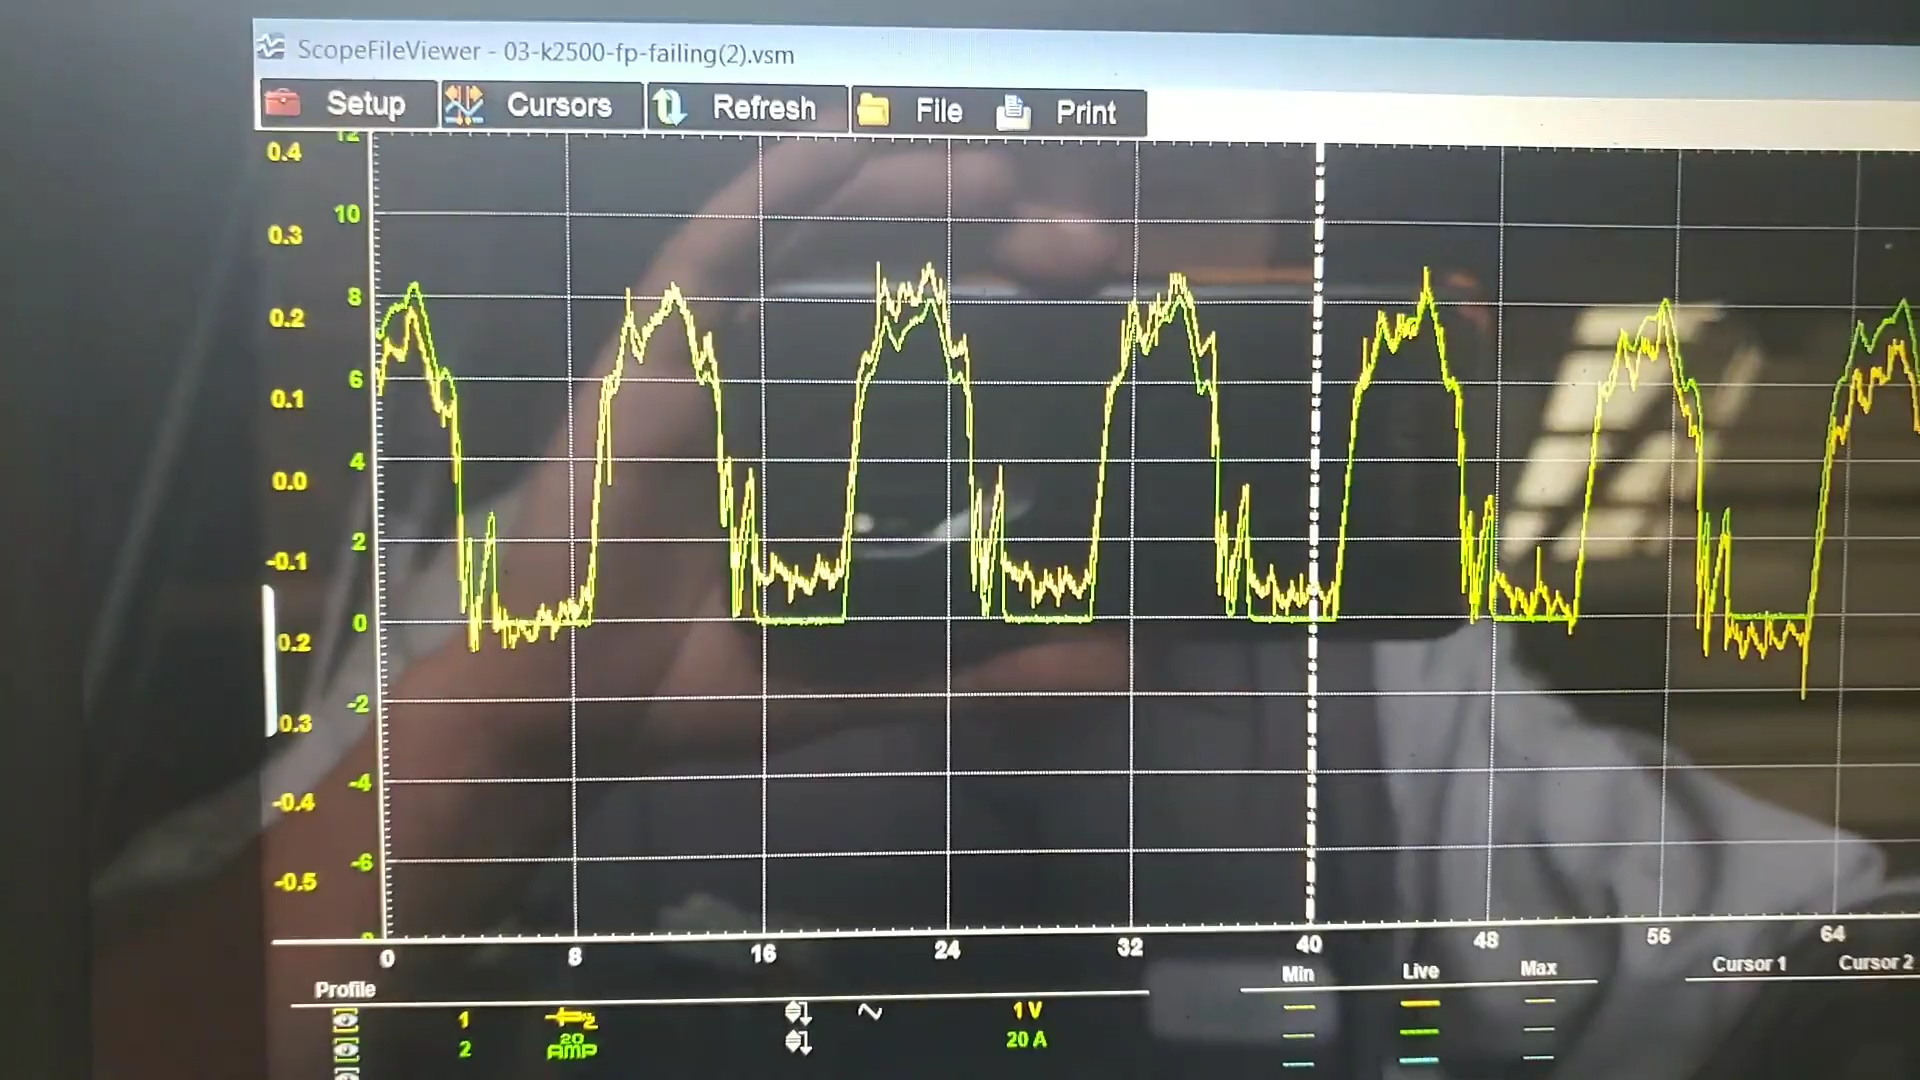 ScopeFileViewer - 03-k2500-fp-failing(2).vsm
Setup Cursors Refresh File Print
12
0.4
10
0.3
8
0.2
6
0.1
4
0.0
2
-0.1
0
0.2
-2
0.3
-4
-0.4
-6
-0.5
0 8 16 24 32 40 48 56 64
Min Live Max Cursor 1 Cursor 2
Profile
1 1 V
2 20 AMP 20 A